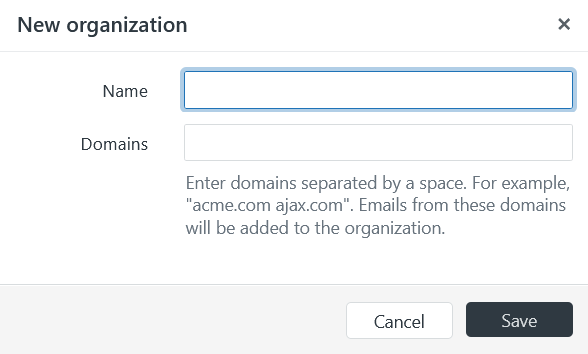 New organization
×
Name
Domains
Enter domains separated by a space. For example,
"acme.com ajax.com". Emails from these domains
will be added to the organization.
Cancel
Save